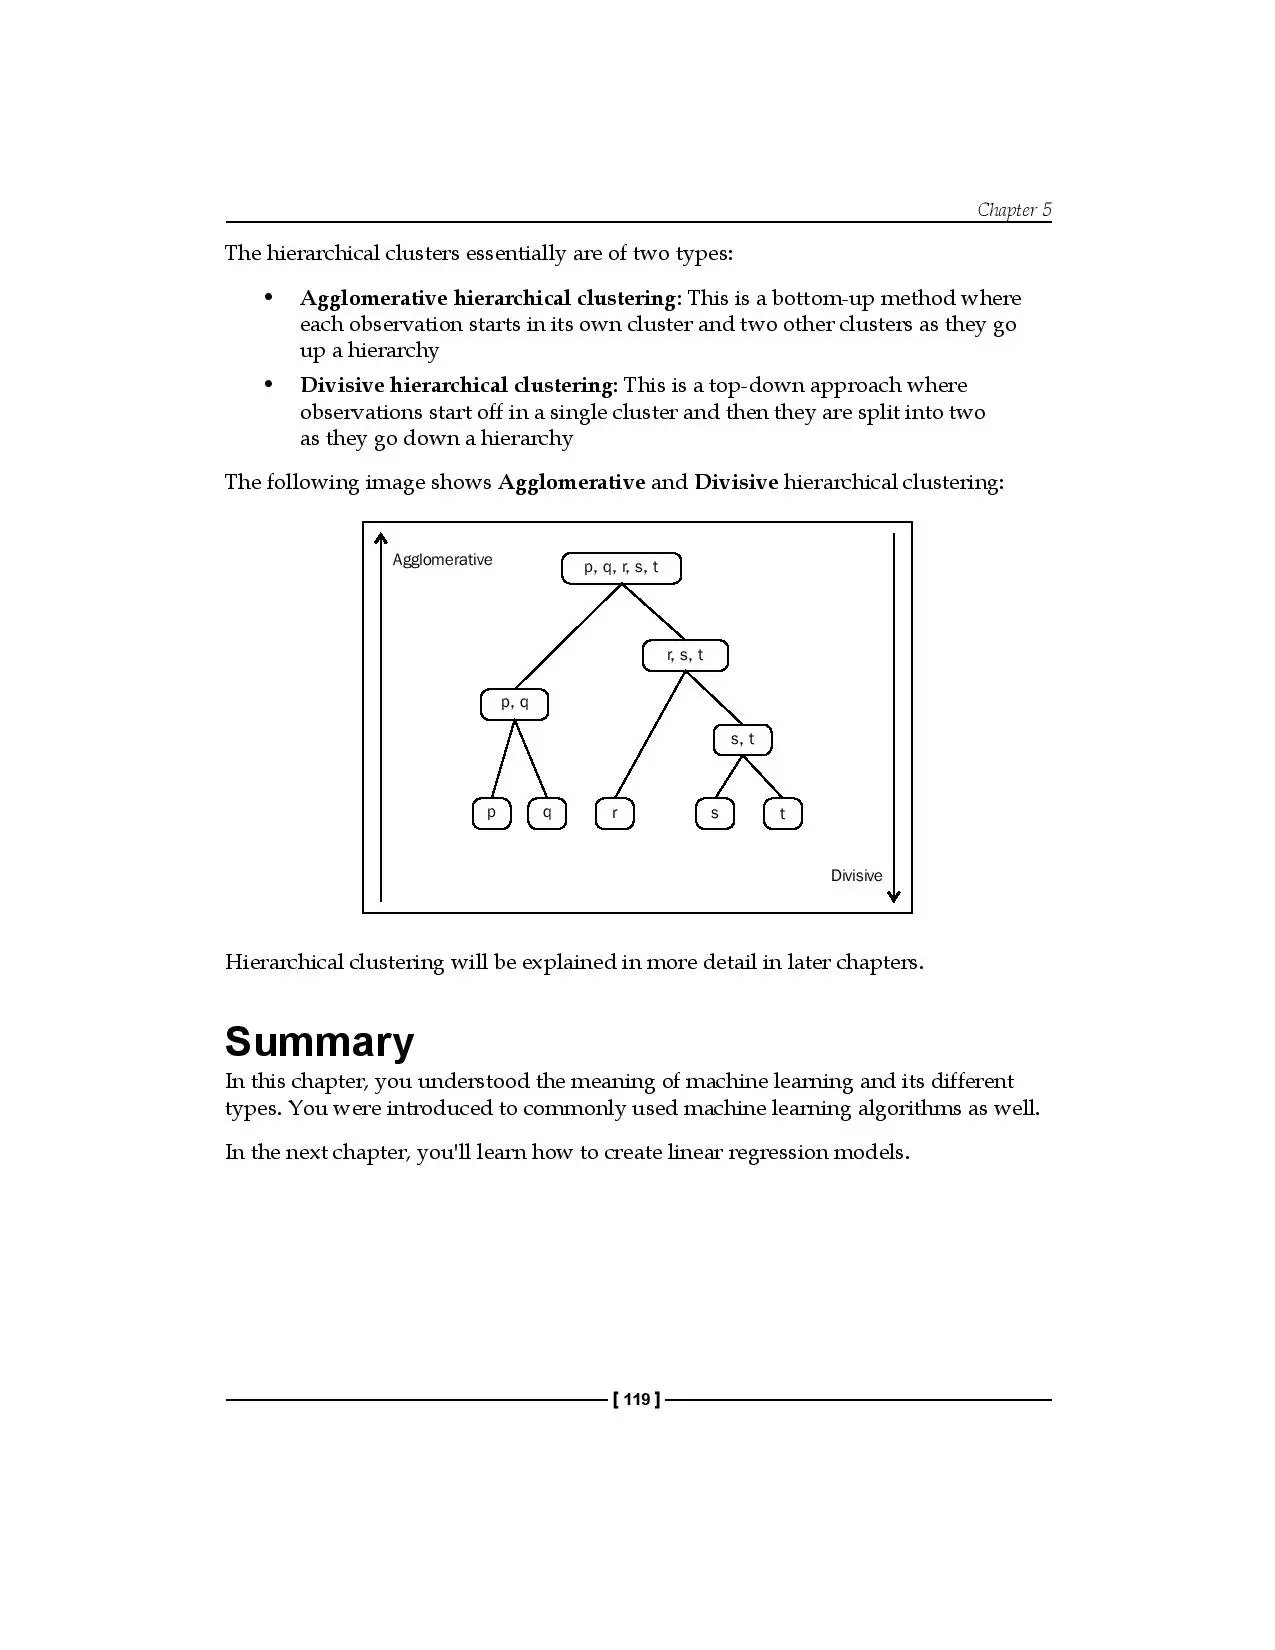 Chapter 5
The hierarchical clusters essentially are of two types:
• Agglomerative hierarchical clustering: This is a bottom-up method where
each observation starts in its own cluster and two other clusters as they go
up a hierarchy
• Divisive hierarchical clustering: This is a top-down approach where
observations start off in a single cluster and then they are split into two
as they go down a hierarchy
The following image shows Agglomerative and Divisive hierarchical clustering:
Agglomerative
p, q, r, s, t
r, s, t
p, q
s, t
p q r s t
Divisive
Hierarchical clustering will be explained in more detail in later chapters.
Summary
In this chapter, you understood the meaning of machine learning and its different
types. You were introduced to commonly used machine learning algorithms as well.
In the next chapter, you'll learn how to create linear regression models.
[ 119 ]